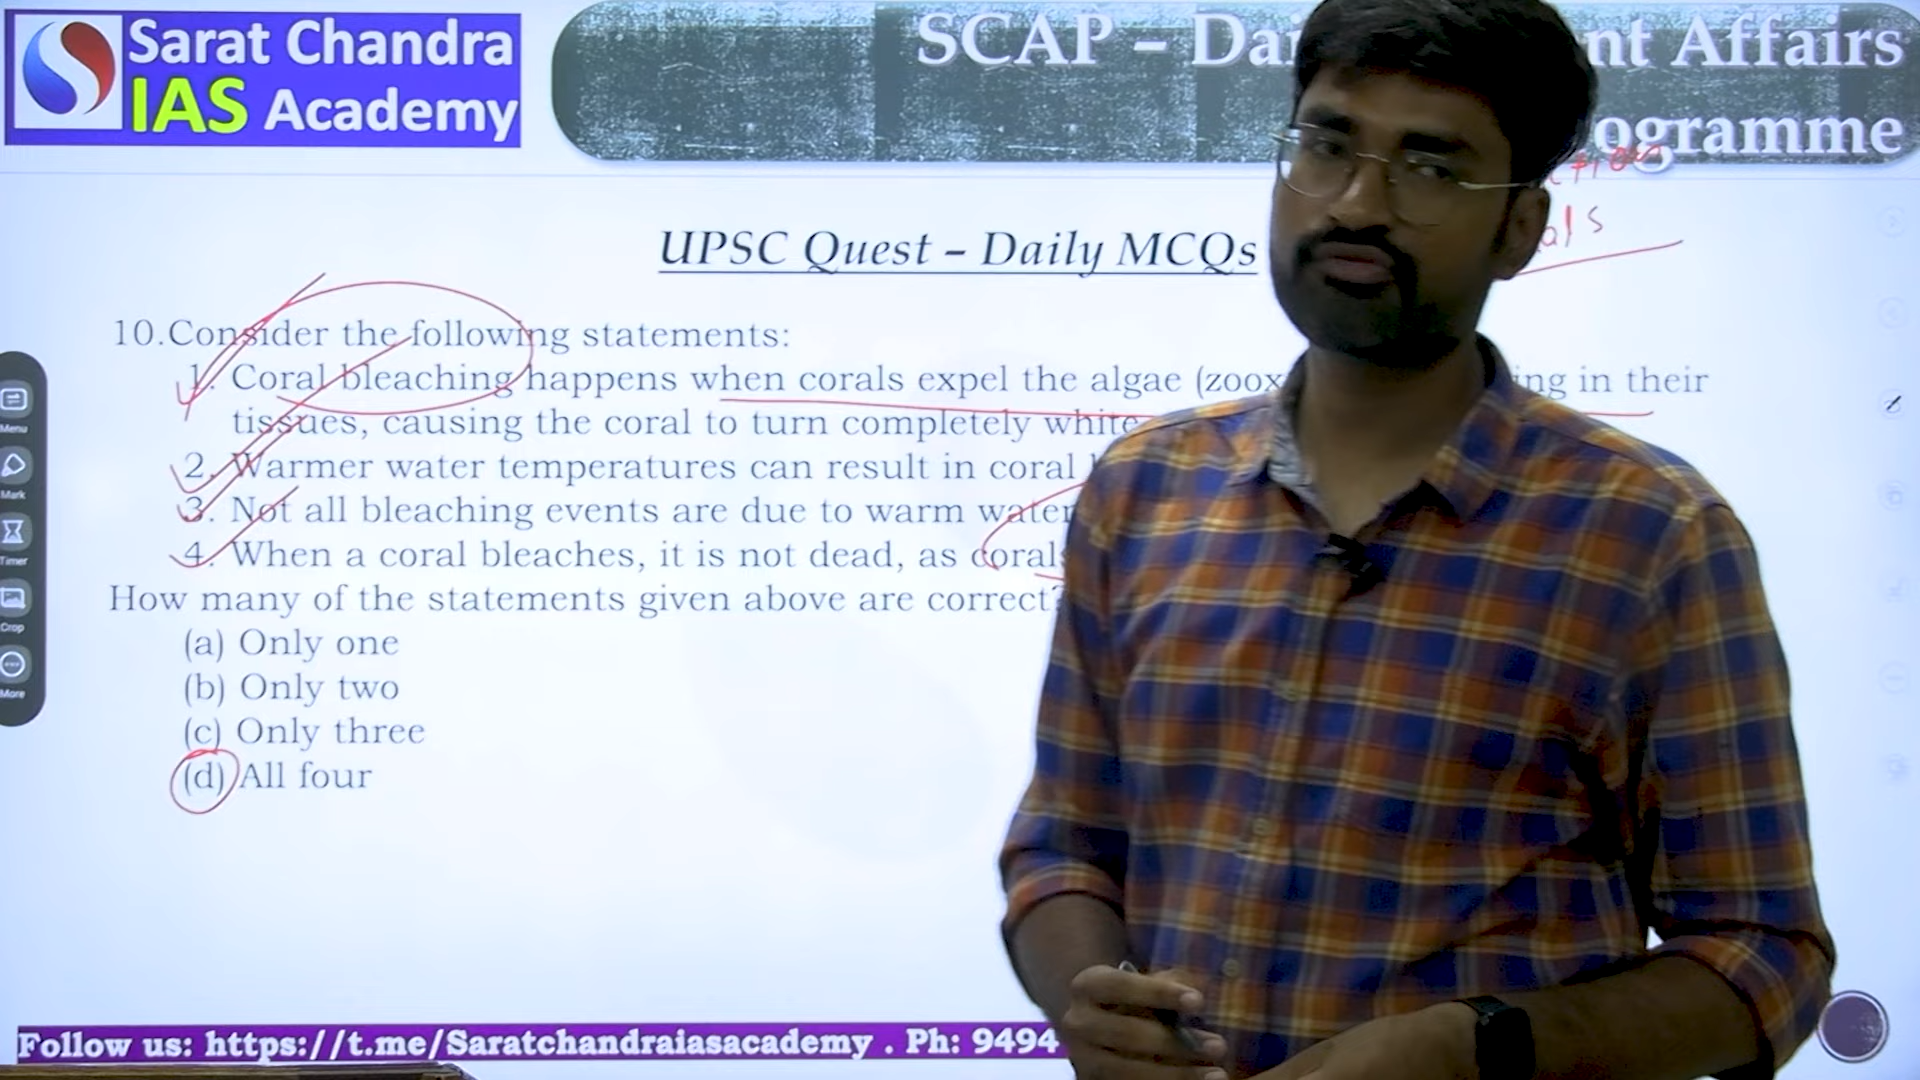 Sarat Chandra
IAS Academy
SCAP – Dai nt Affairs
ogramme
als
UPSC Quest – Daily MCQs
10.Consider the following statements:
1. Coral bleaching happens when corals expel the algae (zoox ing in their
tissues, causing the coral to turn completely white
2. Warmer water temperatures can result in coral
3. Not all bleaching events are due to warm water
4. When a coral bleaches, it is not dead, as corals
How many of the statements given above are correct?
(a) Only one
(b) Only two
(c) Only three
(d) All four
Menu
Mark
Timer
Crop
More
Follow us: https://t.me/Saratchandraiasacademy . Ph: 9494